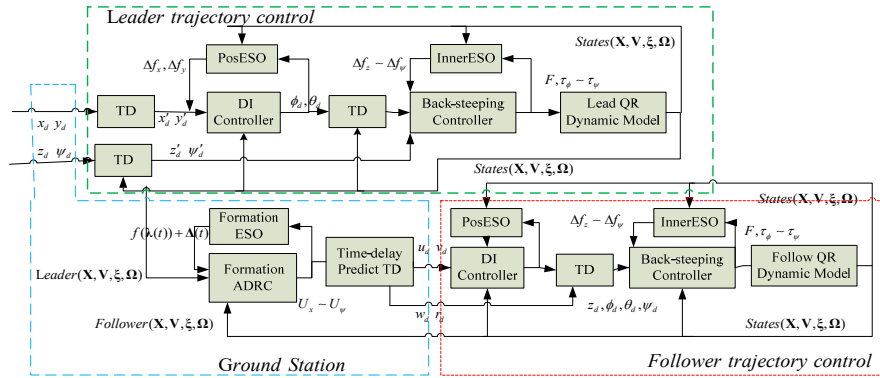 Leader trajectory control
States(X,V,ξ,Ω)
PosESO
InnerESO
Δf_x, Δf_y
Δf_z ~ Δf_ψ
F, τ_ϕ ~ τ_ψ
TD
DI
Controller
ϕ_d, θ_d
TD
Back-steeping
Controller
Lead QR
Dynamic Model
x_d y_d
x'_d y'_d
z_d ψ_d
TD
z'_d ψ'_d
States(X,V,ξ,Ω)
States(X,V,ξ,Ω)
Formation
ESO
f(λ(t)) + Δ(t)
PosESO
Δf_z ~ Δf_ψ
InnerESO
F, τ_ϕ ~ τ_ψ
Time-delay
Predict TD
u_d v_d
DI
Controller
TD
Back-steeping
Controller
Follow QR
Dynamic Model
Leader(X,V,ξ,Ω)
Formation
ADRC
U_x ~ U_ψ
w_d r_d
z_d, ϕ_d, θ_d, ψ_d
Follower(X,V,ξ,Ω)
States(X,V,ξ,Ω)
Ground Station
Follower trajectory control